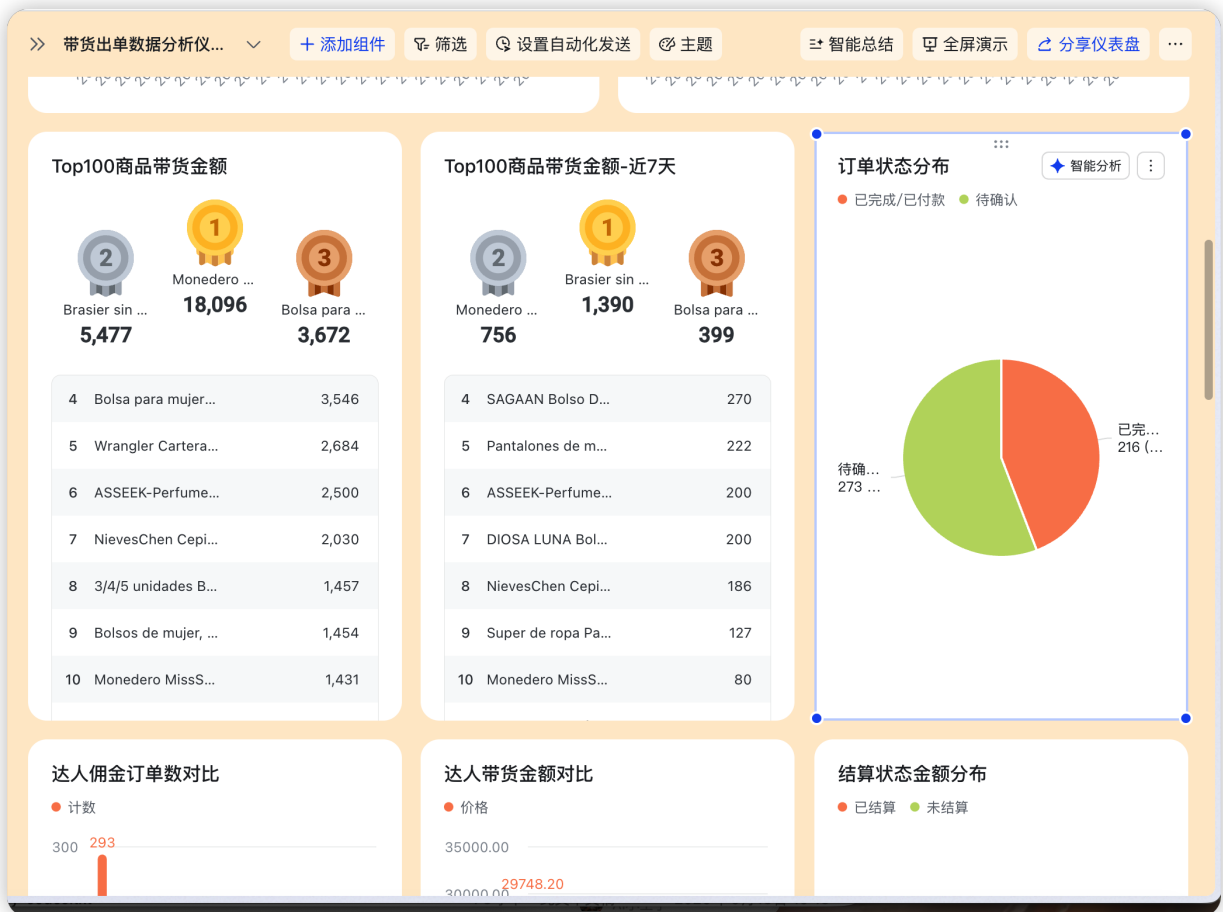 带货出单数据分析仪...
添加组件
筛选
设置自动化发送
主题
智能总结
全屏演示
分享仪表盘
Top100商品带货金额
2
1
3
Brasier sin ...
5,477
Monedero ...
18,096
Bolsa para ...
3,672
4 Bolsa para mujer... 3,546
5 Wrangler Cartera... 2,684
6 ASSEEK-Perfume... 2,500
7 NievesChen Cepi... 2,030
8 3/4/5 unidades B... 1,457
9 Bolsos de mujer, ... 1,454
10 Monedero MissS... 1,431
Top100商品带货金额-近7天
2
1
3
Monedero ...
756
Brasier sin ...
1,390
Bolsa para ...
399
4 SAGAAN Bolso D... 270
5 Pantalones de m... 222
6 ASSEEK-Perfume... 200
7 DIOSA LUNA Bol... 200
8 NievesChen Cepi... 186
9 Super de ropa Pa... 127
10 Monedero MissS... 80
订单状态分布
智能分析
已完成/已付款
待确认
已完...
216 (...
待确...
273 ...
达人佣金订单数对比
计数
300
293
达人带货金额对比
价格
35000.00
30000.00
29748.20
结算状态金额分布
已结算
未结算